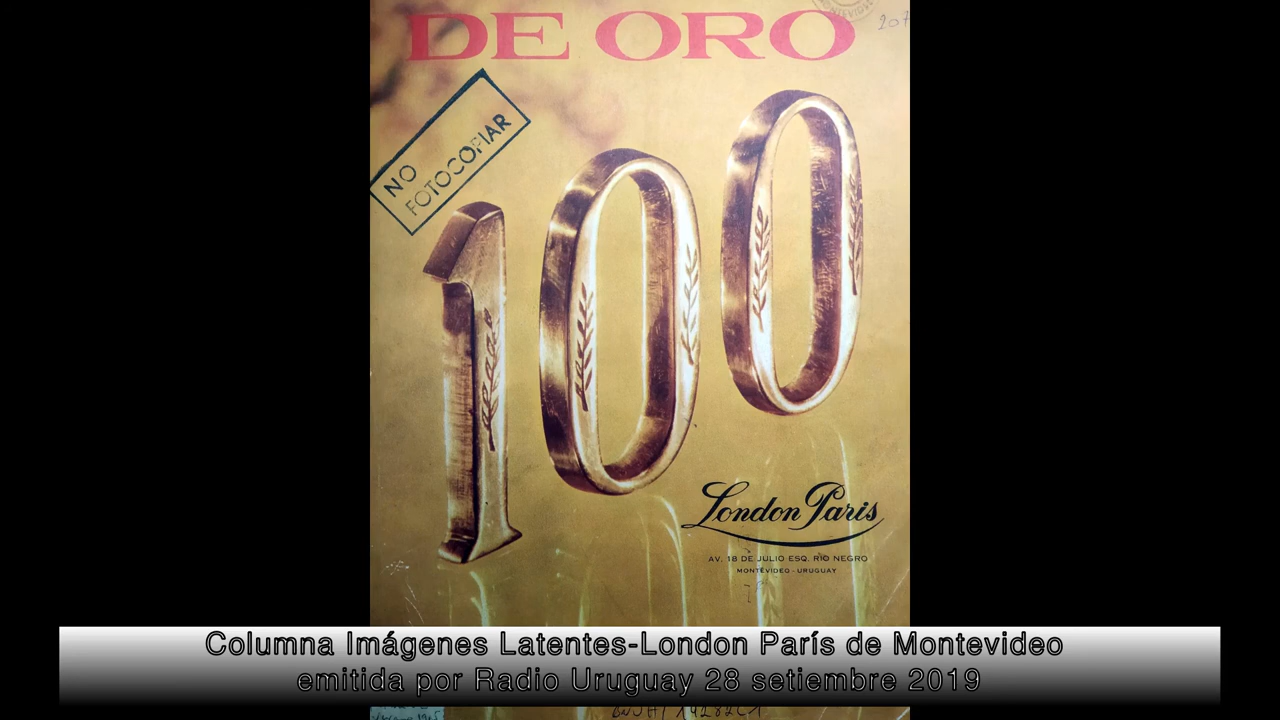 DE ORO
207
NO
FOTOCOPIAR
100
London Paris
AV. 18 DE JULIO ESQ. RIO NEGRO
MONTEVIDEO - URUGUAY
Columna Imágenes Latentes-London París de Montevideo
emitida por Radio Uruguay 28 setiembre 2019